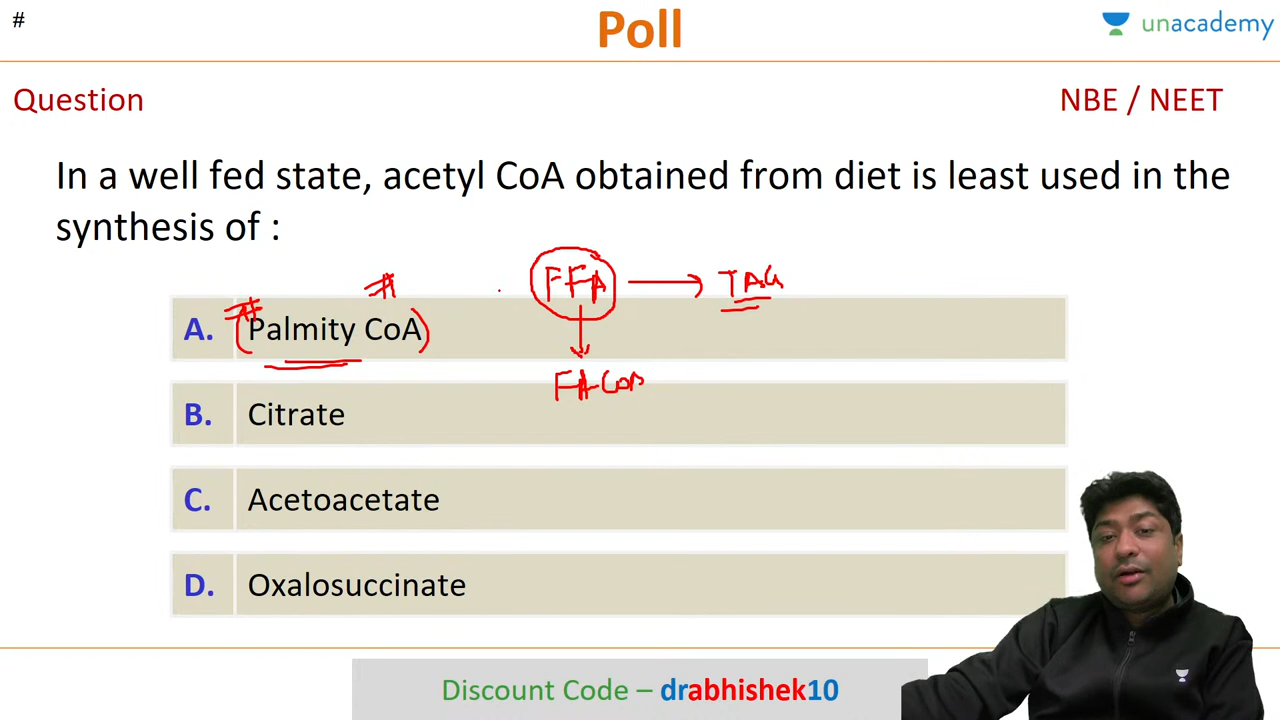 #
Poll
unacademy
Question
NBE / NEET
In a well fed state, acetyl CoA obtained from diet is least used in the
synthesis of :
FFA → TAG
#
#
A. (Palmity CoA)
FA CoA
B. Citrate
C. Acetoacetate
D. Oxalosuccinate
Discount Code – drabhishek10